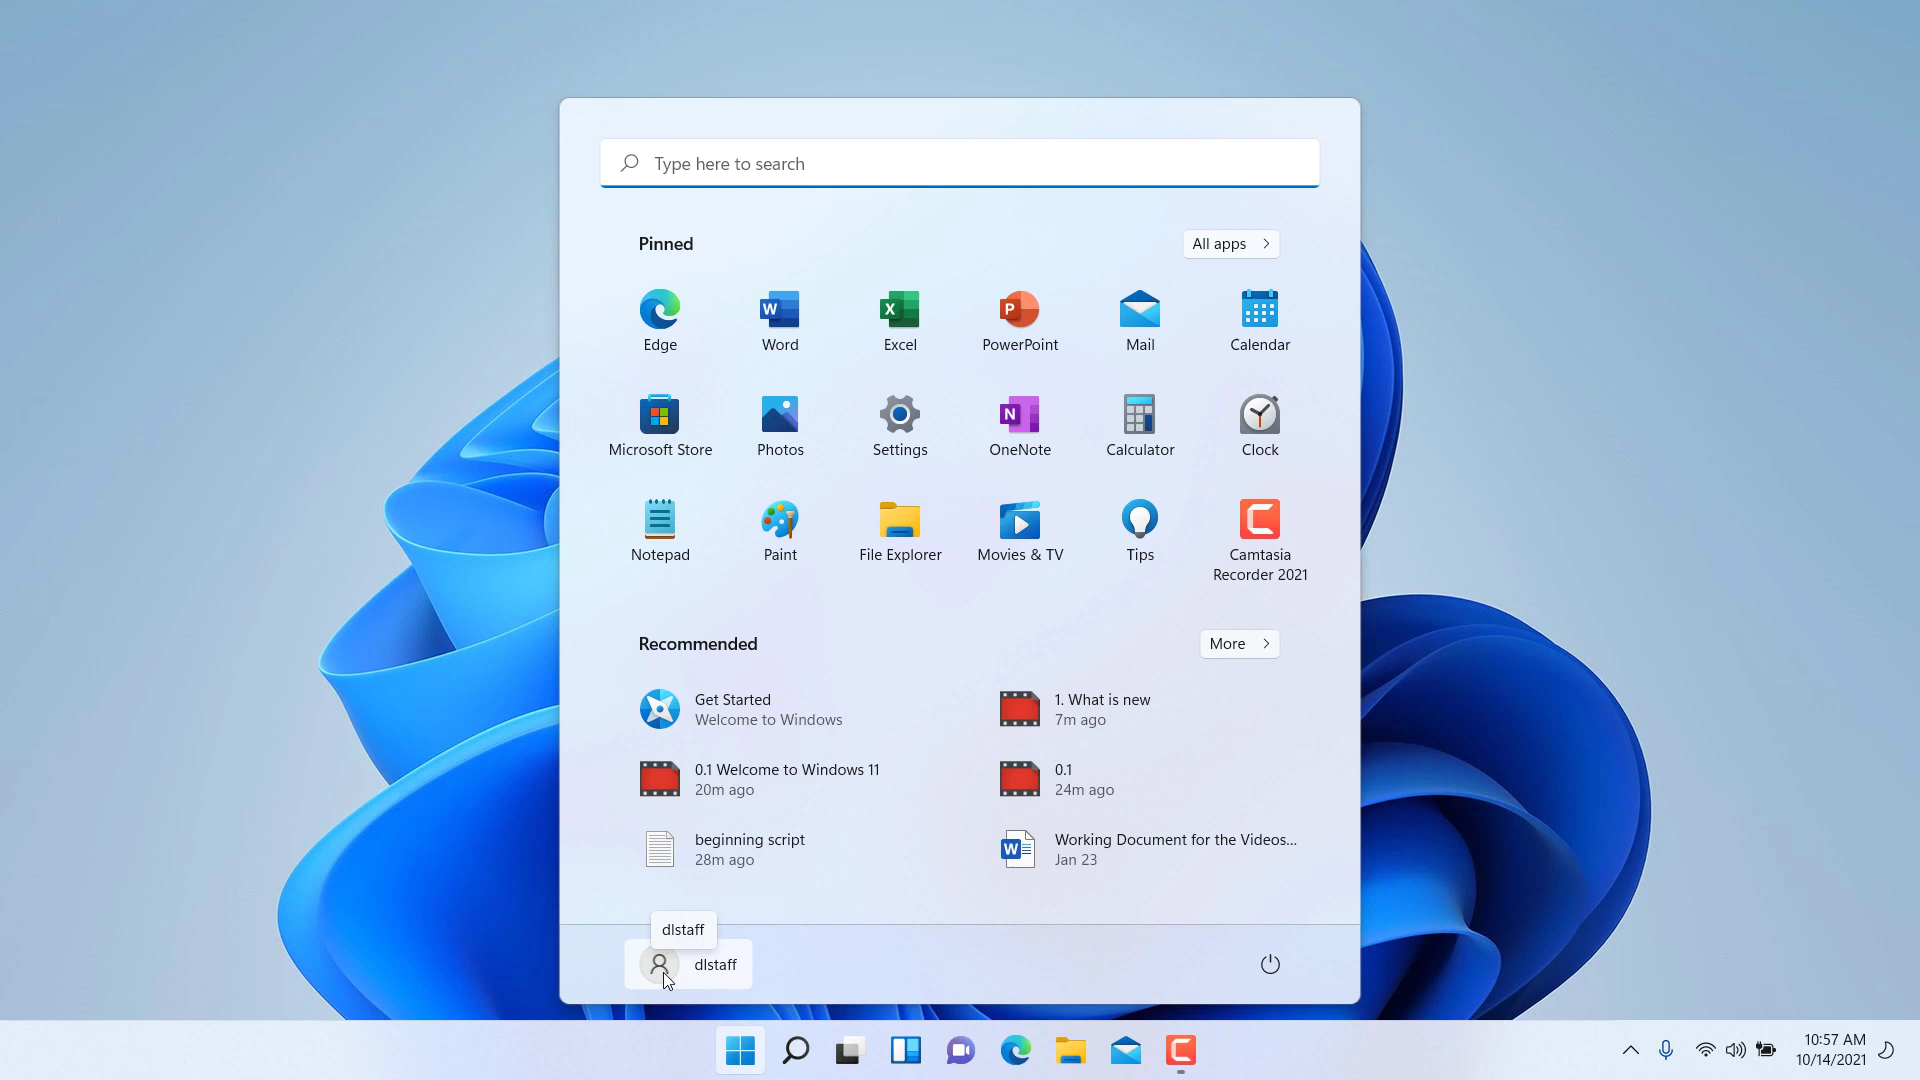 Type here to search
Pinned
All apps
Edge
Word
Excel
PowerPoint
Mail
Calendar
Microsoft Store
Photos
Settings
OneNote
Calculator
Clock
Notepad
Paint
File Explorer
Movies & TV
Tips
Camtasia
Recorder 2021
Recommended
More
Get Started
Welcome to Windows
1. What is new
7m ago
0.1 Welcome to Windows 11
20m ago
0.1
24m ago
beginning script
28m ago
Working Document for the Videos...
Jan 23
dlstaff
dlstaff
10:57 AM
10/14/2021